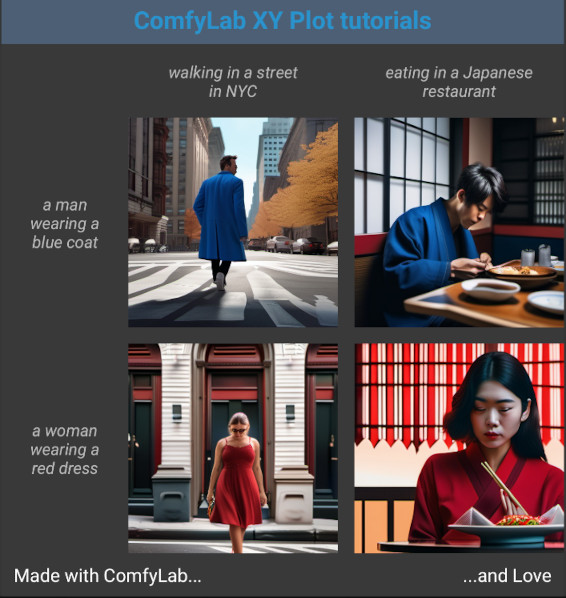 ComfyLab XY Plot tutorials
walking in a street
in NYC
eating in a Japanese
restaurant
a man
wearing a
blue coat
a woman
wearing a
red dress
Made with ComfyLab...
...and Love